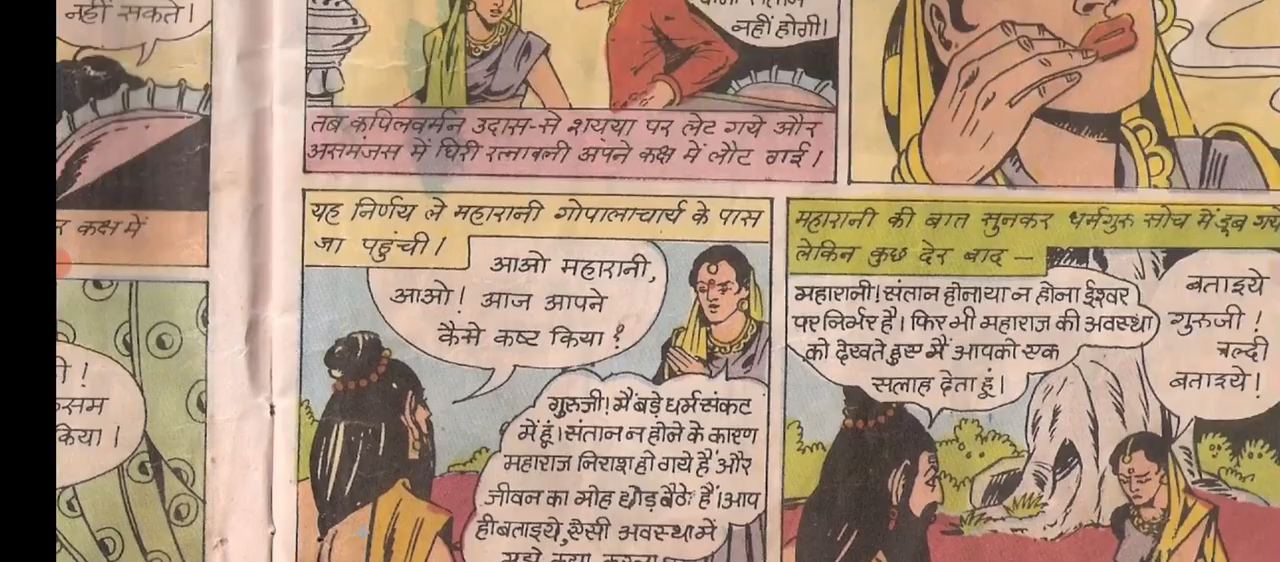 नहीं सकते।
नहीं होगी।
तब कपिलवर्मन उदास-से शय्या पर लेट गये और
असमंजस में घिरी रत्नावली अपने कक्ष में लौट गई।
र कक्ष में
ो!
कसम
किया।
यह निर्णय ले महारानी गोपालाचार्य के पास
जा पहुंची।
आओ महारानी,
आओ! आज आपने
कैसे कष्ट किया?
गुरूजी! मैं बड़े धर्म संकट
में हूं। संतान न होने के कारण
महाराज निराश हो गये हैं और
जीवन का मोह छोड़ बैठे हैं। आप
ही बताइये, ऐसी अवस्था में
मुझे क्या करना
महारानी की बात सुनकर धर्मगुरू सोच में डूब गये
लेकिन कुछ देर बाद —
महारानी! संतान होना या न होना ईश्वर
पर निर्भर है। फिर भी महाराज की अवस्था
को देखते हुए मैं आपको एक
सलाह देता हूं।
बताइये
गुरूजी!
जल्दी
बताइये!